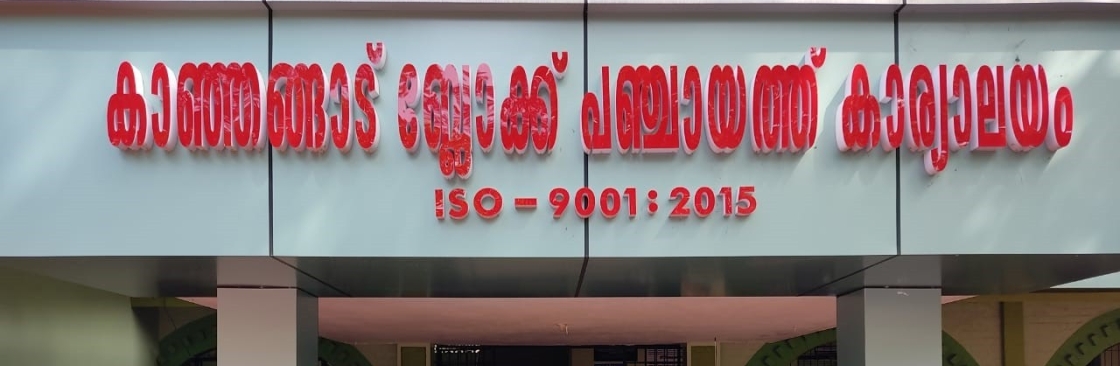 കാഞ്ഞങ്ങാട് ബ്ലോക്ക് പഞ്ചായത്ത് കാര്യാലയം
ISO – 9001 : 2015